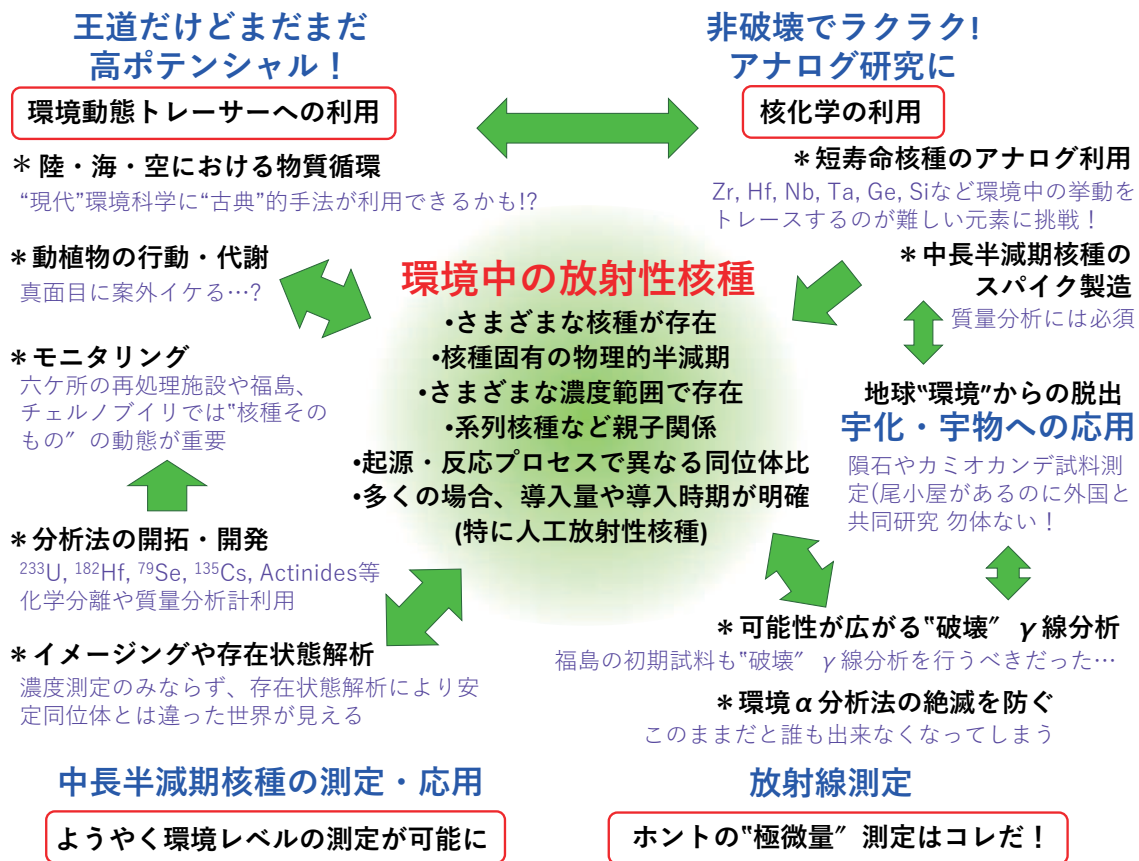 王道だけどまだまだ
高ポテンシャル！
環境動態トレーサーへの利用
＊陸・海・空における物質循環
“現代”環境科学に“古典”的手法が利用できるかも!?
＊動植物の行動・代謝
真面目に案外イケる…?
＊モニタリング
六ケ所の再処理施設や福島、
チェルノブイリでは“核種そのもの”の動態が重要
＊分析法の開拓・開発
²³³U, ¹⁸²Hf, ⁷⁹Se, ¹³⁵Cs, Actinides等
化学分離や質量分析計利用
＊イメージングや存在状態解析
濃度測定のみならず、存在状態解析により安
定同位体とは違った世界が見える
中長半減期核種の測定・応用
ようやく環境レベルの測定が可能に
環境中の放射性核種
•さまざまな核種が存在
•核種固有の物理的半減期
•さまざまな濃度範囲で存在
•系列核種など親子関係
•起源・反応プロセスで異なる同位体比
•多くの場合、導入量や導入時期が明確
(特に人工放射性核種)
非破壊でラクラク!
アナログ研究に
核化学の利用
＊短寿命核種のアナログ利用
Zr, Hf, Nb, Ta, Ge, Siなど環境中の挙動を
トレースするのが難しい元素に挑戦！
＊中長半減期核種の
スパイク製造
質量分析には必須
地球“環境”からの脱出
宇化・宇物への応用
隕石やカミオカンデ試料測
定(尾小屋があるのに外国と
共同研究 勿体ない！
＊可能性が広がる“破壊” γ線分析
福島の初期試料も“破壊” γ線分析を行うべきだった…
＊環境α分析法の絶滅を防ぐ
このままだと誰も出来なくなってしまう
放射線測定
ホントの“極微量” 測定はコレだ！